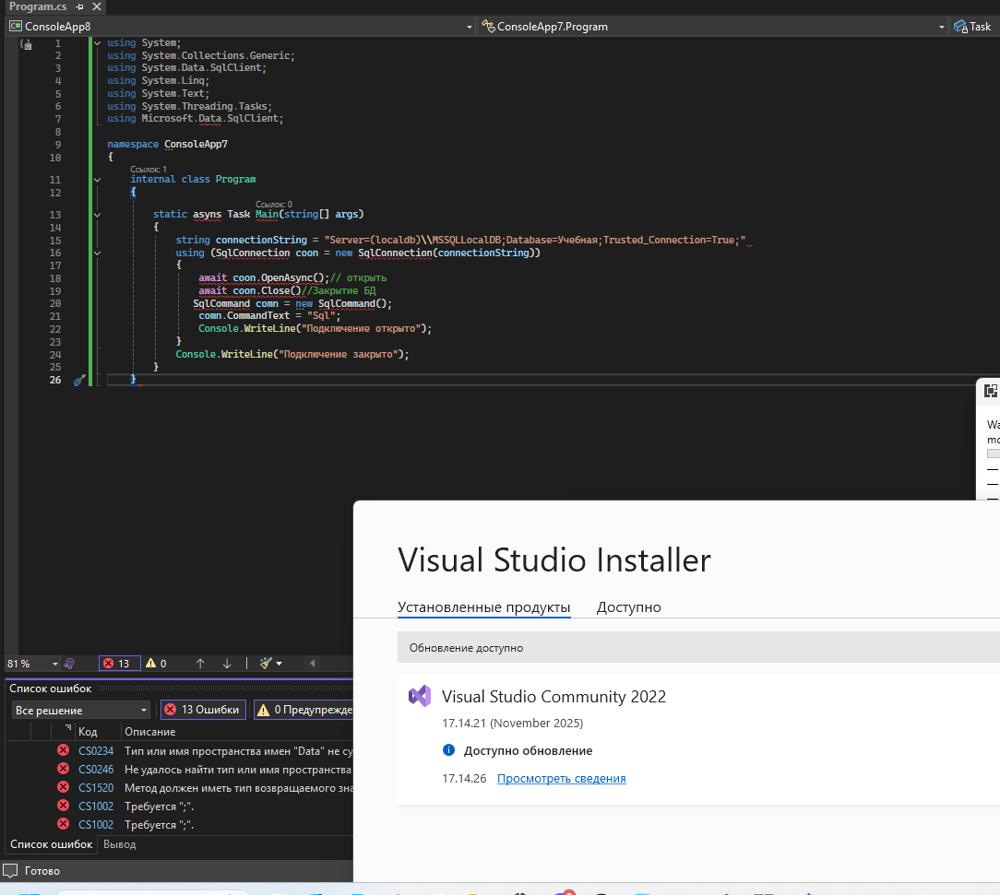 Program.cs
C# ConsoleApp8
ConsoleApp7.Program
Task
1 using System;
2 using System.Collections.Generic;
3 using System.Data.SqlClient;
4 using System.Linq;
5 using System.Text;
6 using System.Threading.Tasks;
7 using Microsoft.Data.SqlClient;
8
9 namespace ConsoleApp7
10 {
Ссылок: 1
11 internal class Program
12 {
Ссылок: 0
13 static asyns Task Main(string[] args)
14 {
15 string connectionString = "Server=(localdb)\\MSSQLLocalDB;Database=Учебная;Trusted_Connection=True;"
16 using (SqlConnection coon = new SqlConnection(connectionString))
17 {
18 await coon.OpenAsync();// открыть
19 await coon.Close()//Закрытие БД
20 SqlCommand comn = new SqlCommand();
21 comn.CommandText = "Sql";
22 Console.WriteLine("Подключение открыто");
23 }
24 Console.WriteLine("Подключение закрыто");
25 }
26 }
Wa
mo
Visual Studio Installer
Установленные продукты
Доступно
Обновление доступно
Visual Studio Community 2022
17.14.21 (November 2025)
Доступно обновление
17.14.26 Просмотреть сведения
81 %
13
0
Список ошибок
Все решение
13 Ошибки
0 Предупрежде
Код Описание
CS0234 Тип или имя пространства имен "Data" не су
CS0246 Не удалось найти тип или имя пространства
CS1520 Метод должен иметь тип возвращаемого зна
CS1002 Требуется ";".
CS1002 Требуется ";".
Список ошибок Вывод
Готово